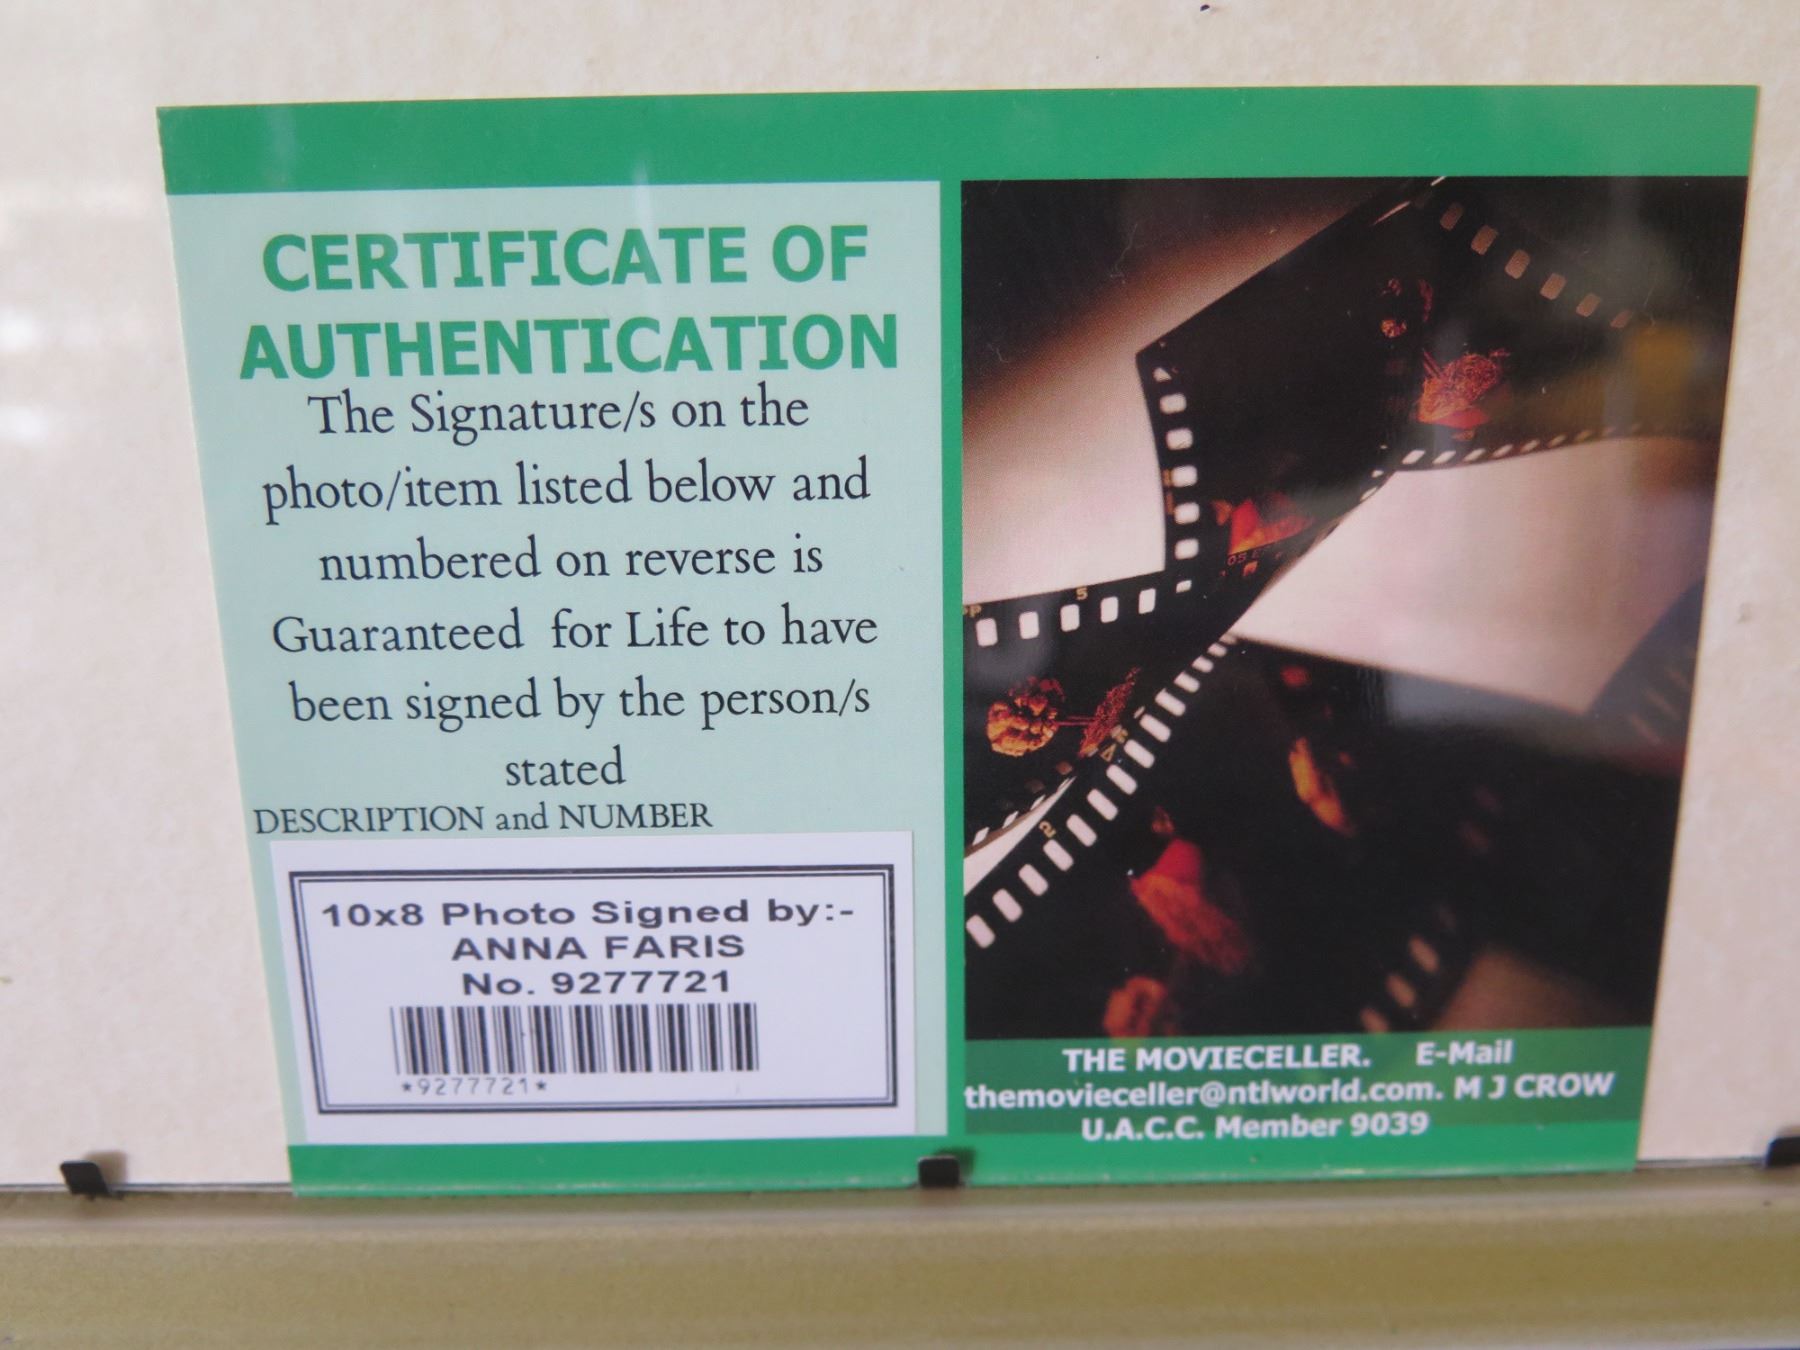 CERTIFICATE OF
AUTHENTICATION
The Signature/s on the
photo/item listed below and
numbered on reverse is
Guaranteed for Life to have
been signed by the person/s
stated
DESCRIPTION and NUMBER
10x8 Photo Signed by:-
ANNA FARIS
No. 9277721
*9277721*
5
2
THE MOVIECELLER. E-Mail
themovieceller@ntlworld.com. M J CROW
U.A.C.C. Member 9039